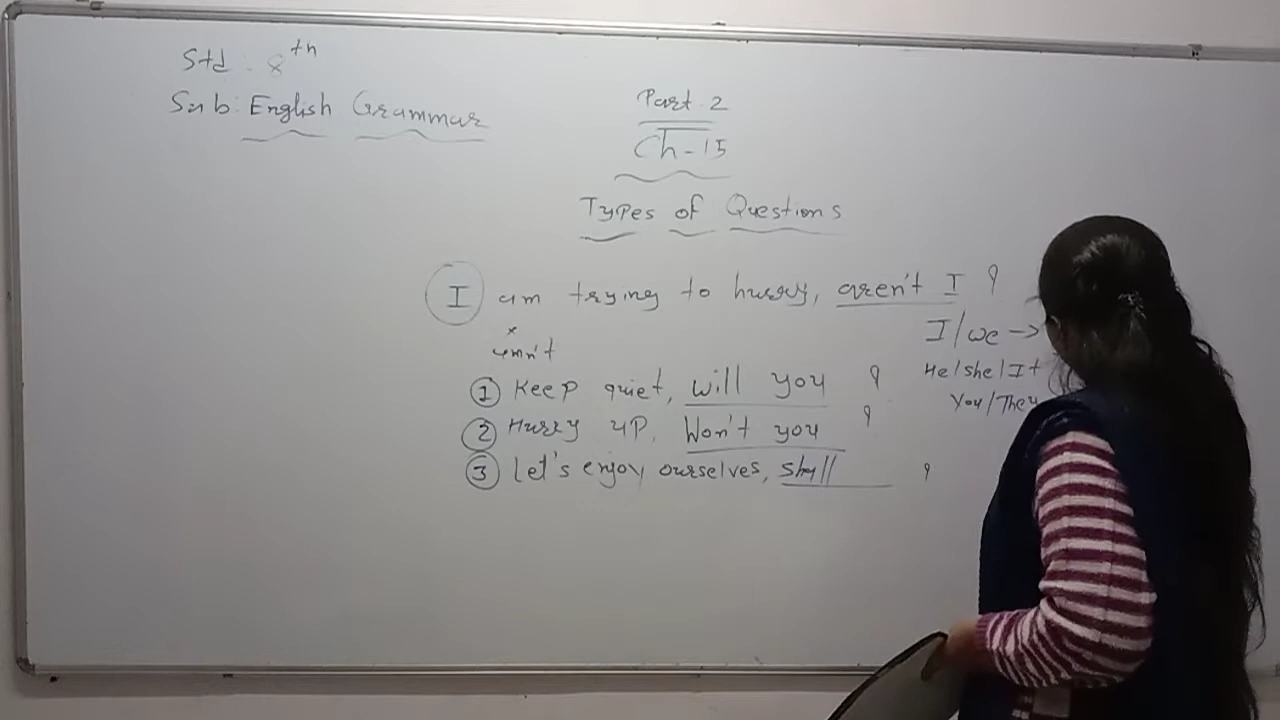 Std : 8th
Sub: English Grammar
Part 2
Ch-15
Types of Questions
I am trying to hurry, aren't I ?
× amn't
I/we →
He/she/It
You/They
① Keep quiet, will you ?
② Hurry up, Won't you ?
③ Let's enjoy ourselves, shall ?